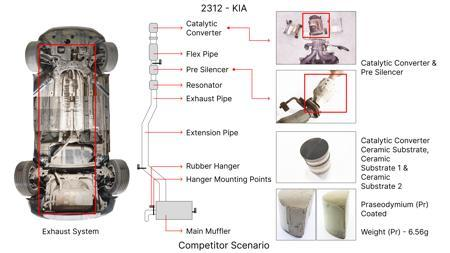 2312 - KIA
Catalytic
Converter
Flex Pipe
Pre Silencer
Resonator
Exhaust Pipe
Extension Pipe
Rubber Hanger
Hanger Mounting Points
Main Muffler
Exhaust System
Catalytic Converter &
Pre Silencer
Catalytic Converter
Ceramic Substrate,
Ceramic
Substrate 1 &
Ceramic
Substrate 2
Praseodymium (Pr)
Coated
Weight (Pr) - 6.56g
Competitor Scenario